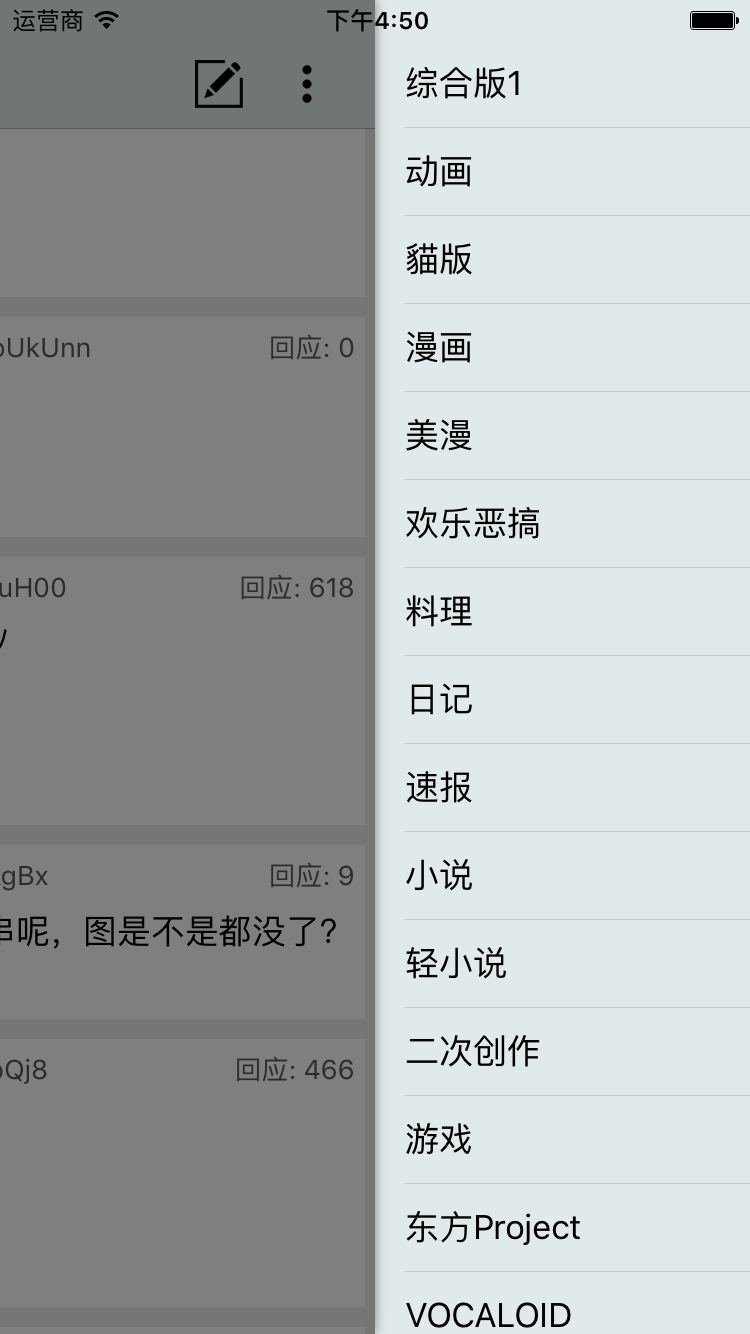 运营商
下午4:50
综合版1
动画
貓版
漫画
美漫
欢乐恶搞
料理
日记
速报
小说
轻小说
二次创作
游戏
东方Project
VOCALOID
UkUnn
回应: 0
uH00
回应: 618
gBx
回应: 9
串呢，图是不是都没了?
Qj8
回应: 466